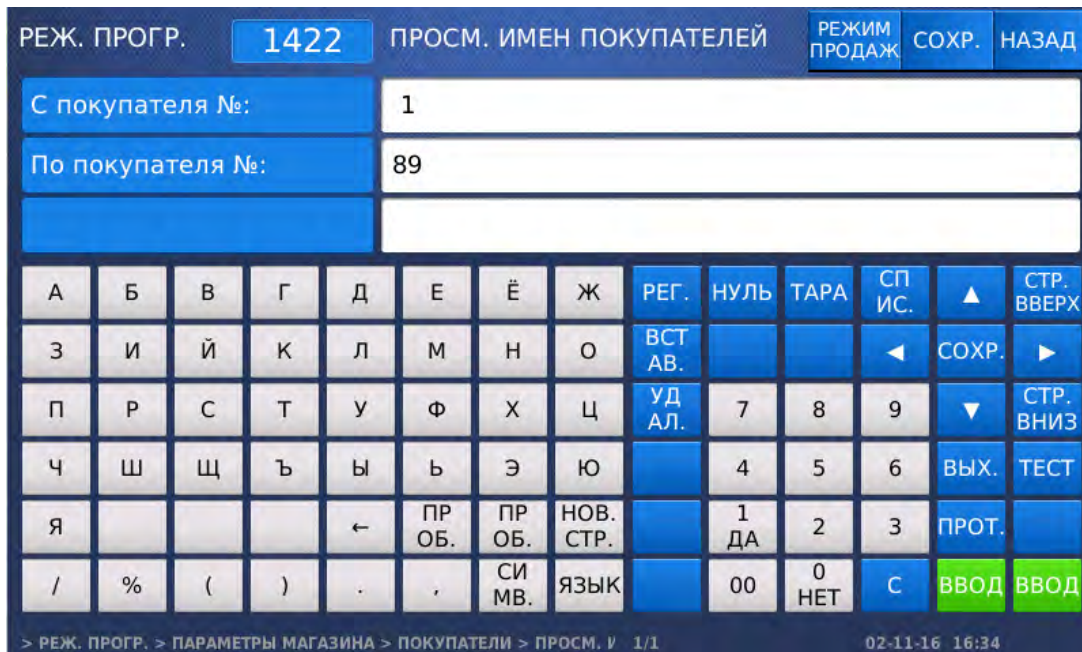 РЕЖ. ПРОГР. 1422 ПРОСМ. ИМЕН ПОКУПАТЕЛЕЙ РЕЖИМ ПРОДАЖ СОХР. НАЗАД
С покупателя №: 1
По покупателя №: 89
А Б В Г Д Е Ё Ж РЕГ. НУЛЬ ТАРА СП ИС. ▲ СТР. ВВЕРХ
З И Й К Л М Н О ВСТ АВ. ◀ СОХР. ▶
П Р С Т У Ф Х Ц УД АЛ. 7 8 9 ▼ СТР. ВНИЗ
Ч Ш Щ Ъ Ы Ь Э Ю 4 5 6 ВЫХ. ТЕСТ
Я ← ПР ОБ. ПР ОБ. НОВ. СТР. 1 ДА 2 3 ПРОТ.
/ % ( ) . , СИ МВ. ЯЗЫК 00 0 НЕТ С ВВОД ВВОД
> РЕЖ. ПРОГР. > ПАРАМЕТРЫ МАГАЗИНА > ПОКУПАТЕЛИ > ПРОСМ. И 1/1 02-11-16 16:34